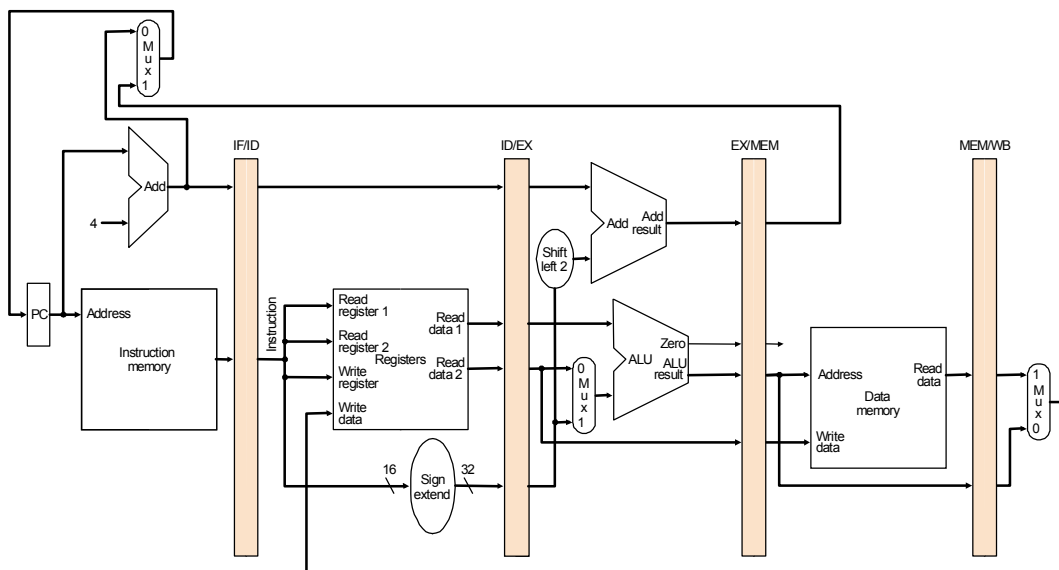 0
M
u
x
1
IF/ID
ID/EX
EX/MEM
MEM/WB
Add
4
Add
Add
result
Shift
left 2
PC
Address
Instruction
memory
Instruction
Read
register 1
Read
register 2
Registers
Write
register
Write
data
Read
data 1
Read
data 2
0
M
u
x
1
Zero
ALU
ALU
result
Address
Read
data
Data
memory
Write
data
1
M
u
x
0
16
Sign
extend
32